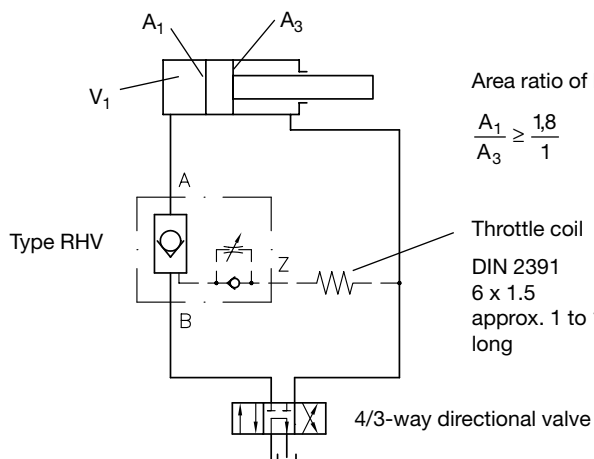 A1
A3
V1
Area ratio of
A1
A3
≥
1,8
1
A
Type RHV
Z
B
Throttle coil
DIN 2391
6 x 1.5
approx. 1 to
long
4/3-way directional valve